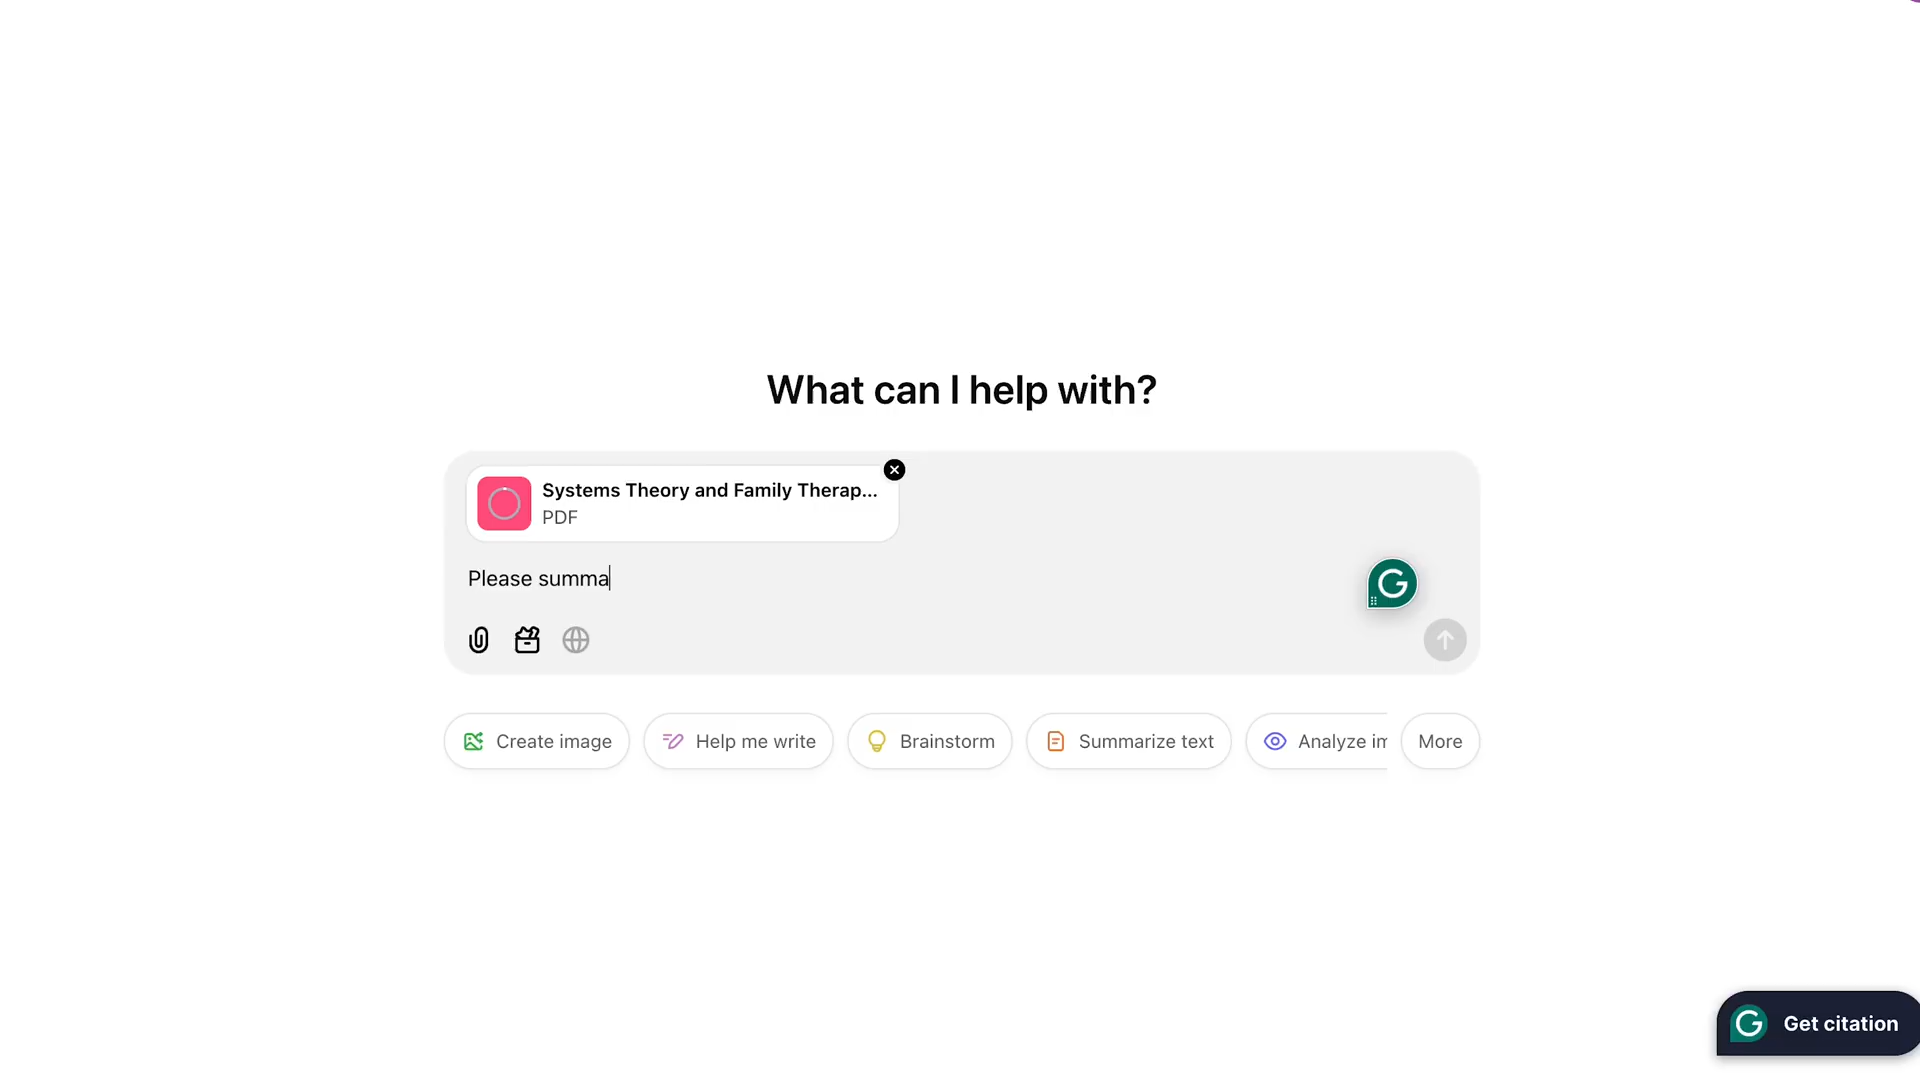 What can I help with?
Systems Theory and Family Therap...
PDF
Please summa
Create image
Help me write
Brainstorm
Summarize text
Analyze im
More
Get citation